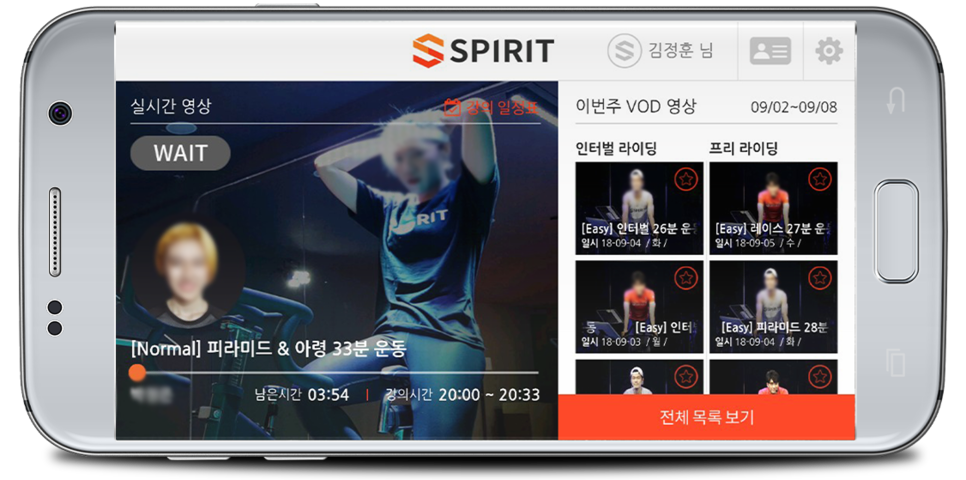 SPIRIT
김정훈 님
실시간 영상
강의 일정표
WAIT
RIT
[Normal] 피라미드 & 아령 33분 운동
남은시간 03:54 | 강의시간 20:00 ~ 20:33
이번주 VOD 영상
09/02~09/08
인터벌 라이딩
프리 라이딩
[Easy] 인터벌 26분 운
일시 18-09-04 / 화 /
[Easy] 레이스 27분 운
일시 18-09-05 / 수 /
동 [Easy] 인터
일시 18-09-03 / 월 /
[Easy] 피라미드 28분
일시 18-09-04 / 화 /
전체 목록 보기